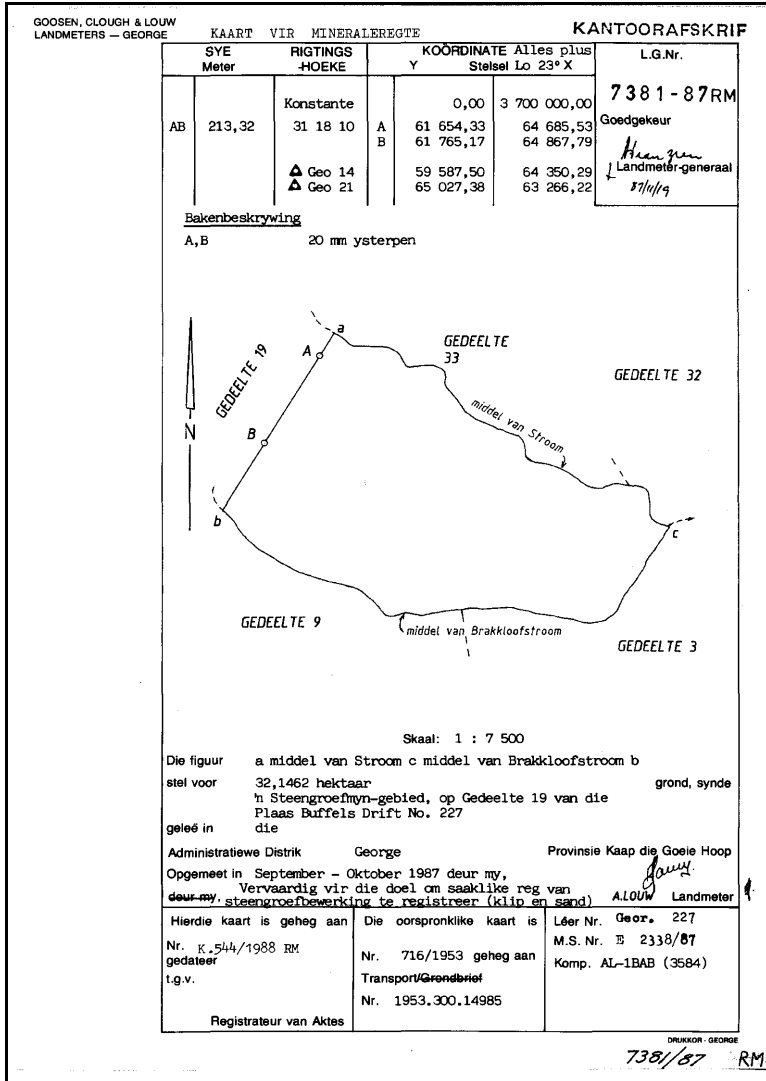 GOOSEN, CLOUGH & LOUW
LANDMETERS — GEORGE
KAART VIR MINERALEREGTE
KANTOORAFSKRIF
SYE Meter
RIGTINGS -HOEKE
KOÖRDINATE Alles plus
Y Stelsel Lo 23° X
L.G.Nr.
7381-87RM
Goedgekeur
Landmeter-generaal
87/11/19
Konstante 0,00 3 700 000,00
AB 213,32 31 18 10 A 61 654,33 64 685,53
B 61 765,17 64 867,79
Geo 14 59 587,50 64 350,29
Geo 21 65 027,38 63 266,22
Bakenbeskrywing
A,B 20 mm ysterpen
a
A
GEDEELTE 19
GEDEELTE
33
GEDEELTE 32
N
B
middel van Stroom
b
c
GEDEELTE 9
middel van Brakkloofstroom
GEDEELTE 3
Skaal: 1 : 7 500
Die figuur a middel van Stroom c middel van Brakkloofstroom b
stel voor 32,1462 hektaar grond, synde
'n Steengroefmyn-gebied, op Gedeelte 19 van die
Plaas Buffels Drift No. 227
geleë in die
Administratiewe Distrik George Provinsie Kaap die Goeie Hoop
Opgemeet in September - Oktober 1987 deur my,
Vervaardig vir die doel om saaklike reg van
deur my, steengroefbewerking te registreer (klip en sand) A.LOUW Landmeter
Hierdie kaart is geheg aan
Nr. K.544/1988 RM
gedateer
t.g.v.
Registrateur van Aktes
Die oorspronklike kaart is
Nr. 716/1953 geheg aan
Transport/Grondbrief
Nr. 1953.300.14985
Lêer Nr. Geor. 227
M.S. Nr. E 2338/87
Komp. AL-1BAB (3584)
DRUKKOR - GEORGE
7381/87 RM